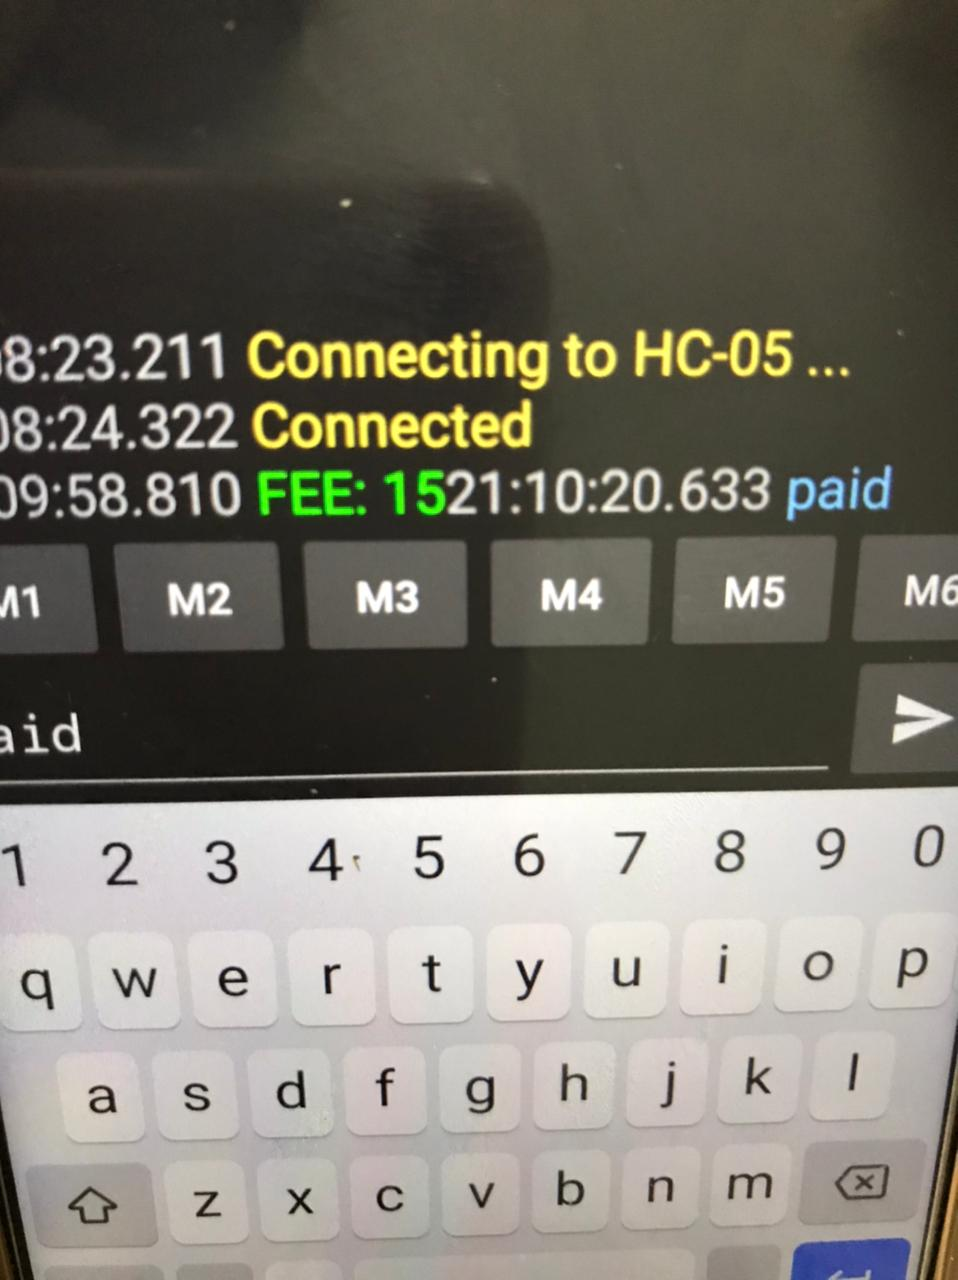 8:23.211 Connecting to HC-05 ...
08:24.322 Connected
09:58.810 FEE: 1521:10:20.633 paid
M1 M2 M3 M4 M5 M6
aid
1 2 3 4 5 6 7 8 9 0
q w e r t y u i o p
a s d f g h j k l
z x c v b n m